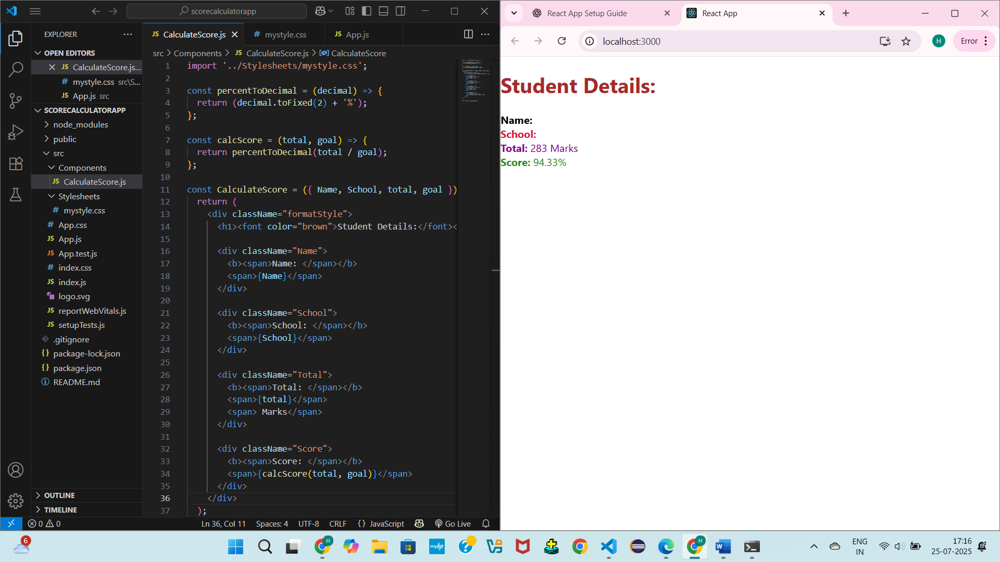 scorecalculatorapp
EXPLORER
OPEN EDITORS
CalculateScore.js...
mystyle.css src\S...
App.js src
SCORECALCULATORAPP
node_modules
public
src
Components
JS CalculateScore.js
Stylesheets
# mystyle.css
# App.css
JS App.js
JS App.test.js
# index.css
JS index.js
logo.svg
JS reportWebVitals.js
JS setupTests.js
.gitignore
{} package-lock.json
{} package.json
README.md
OUTLINE
TIMELINE
JS CalculateScore.js
# mystyle.css
JS App.js
src > Components > JS CalculateScore.js > CalculateScore
1 import '../Stylesheets/mystyle.css';
2
3 const percentToDecimal = (decimal) => {
4 return (decimal.toFixed(2) + '%');
5 };
6
7 const calcScore = (total, goal) => {
8 return percentToDecimal(total / goal);
9 };
10
11 const CalculateScore = ({ Name, School, total, goal })
12 return (
13 <div className="formatStyle">
14 <h1><font color="brown">Student Details:</font><
15
16 <div className="Name">
17 <b><span>Name: </span></b>
18 <span>{Name}</span>
19 </div>
20
21 <div className="School">
22 <b><span>School: </span></b>
23 <span>{School}</span>
24 </div>
25
26 <div className="Total">
27 <b><span>Total: </span></b>
28 <span>{total}</span>
29 <span> Marks</span>
30 </div>
31
32 <div className="Score">
33 <b><span>Score: </span></b>
34 <span>{calcScore(total, goal)}</span>
35 </div>
36 </div>
37 );
0 0
Ln 36, Col 11 Spaces: 4 UTF-8 CRLF {} JavaScript Go Live
React App Setup Guide
React App
localhost:3000
H
Error
Student Details:
Name:
School:
Total: 283 Marks
Score: 94.33%
6
H
myhp
H
ENG
IN
17:16
25-07-2025